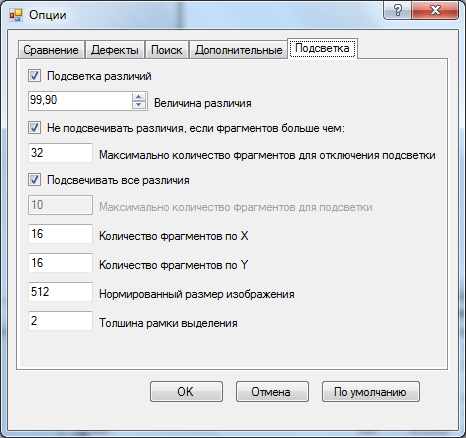 Опции
Сравнение Дефекты Поиск Дополнительные Подсветка
Подсветка различий
99,90 Величина различия
Не подсвечивать различия, если фрагментов больше чем:
32 Максимально количество фрагментов для отключения подсветки
Подсвечивать все различия
10 Максимально количество фрагментов для подсветки
16 Количество фрагментов по X
16 Количество фрагментов по Y
512 Нормированный размер изображения
2 Толшина рамки выделения
OK Отмена По умолчанию